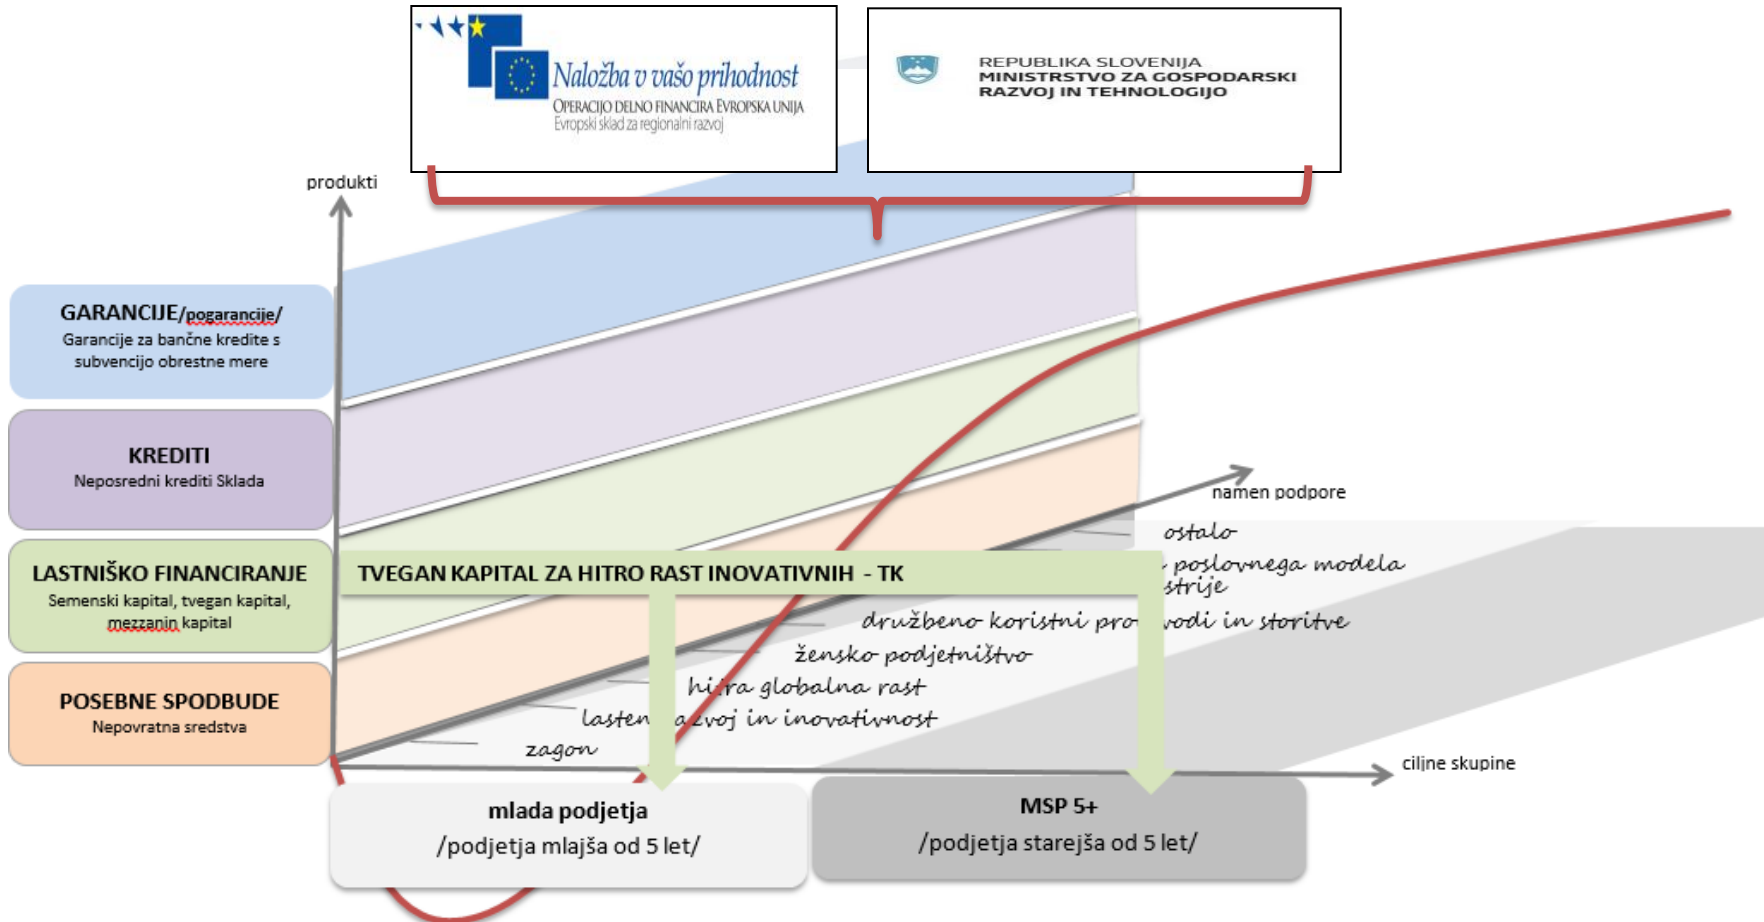 Naložba v vašo prihodnost
OPERACIJO DELNO FINANCIRA EVROPSKA UNIJA
Evropski sklad za regionalni razvoj
REPUBLIKA SLOVENIJA
MINISTRSTVO ZA GOSPODARSKI
RAZVOJ IN TEHNOLOGIJO
produkti
GARANCIJE/pogarancije/
Garancije za bančne kredite s
subvencijo obrestne mere
KREDITI
Neposredni krediti Sklada
LASTNIŠKO FINANCIRANJE
Semenski kapital, tvegan kapital,
mezzanin kapital
POSEBNE SPODBUDE
Nepovratna sredstva
TVEGAN KAPITAL ZA HITRO RAST INOVATIVNIH - TK
namen podpore
ostalo
poslovnega modela
strije
družbeno koristni pro vodi in storitve
žensko podjetništvo
hitra globalna rast
lasten razvoj in inovativnost
zagon
ciljne skupine
mlada podjetja
/podjetja mlajša od 5 let/
MSP 5+
/podjetja starejša od 5 let/